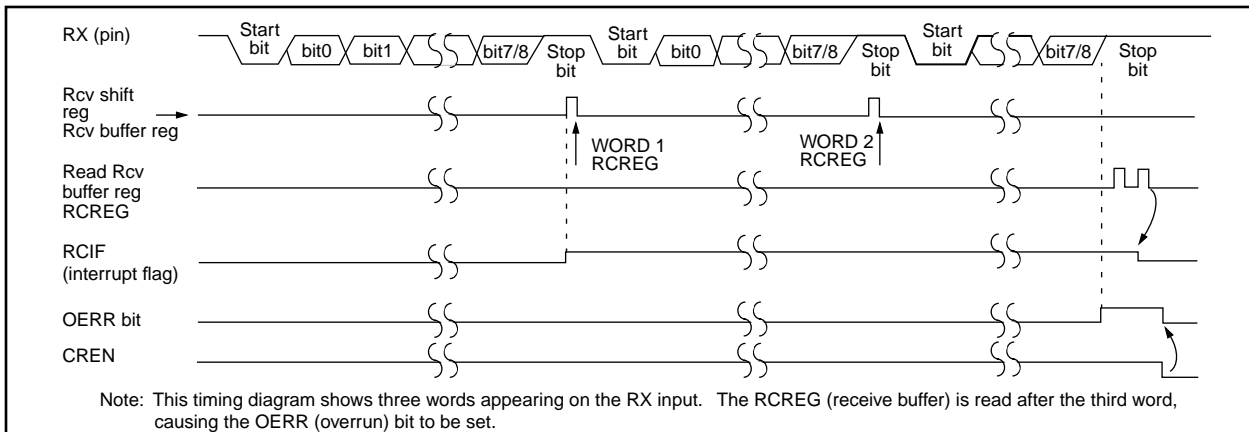 RX (pin)
Start
bit
bit0
bit1
bit7/8
Stop
bit
Start
bit
bit0
bit7/8
Stop
bit
Start
bit
bit7/8
Stop
bit
Rcv shift
reg
Rcv buffer reg
WORD 1
RCREG
WORD 2
RCREG
Read Rcv
buffer reg
RCREG
RCIF
(interrupt flag)
OERR bit
CREN
Note: This timing diagram shows three words appearing on the RX input. The RCREG (receive buffer) is read after the third word,
causing the OERR (overrun) bit to be set.